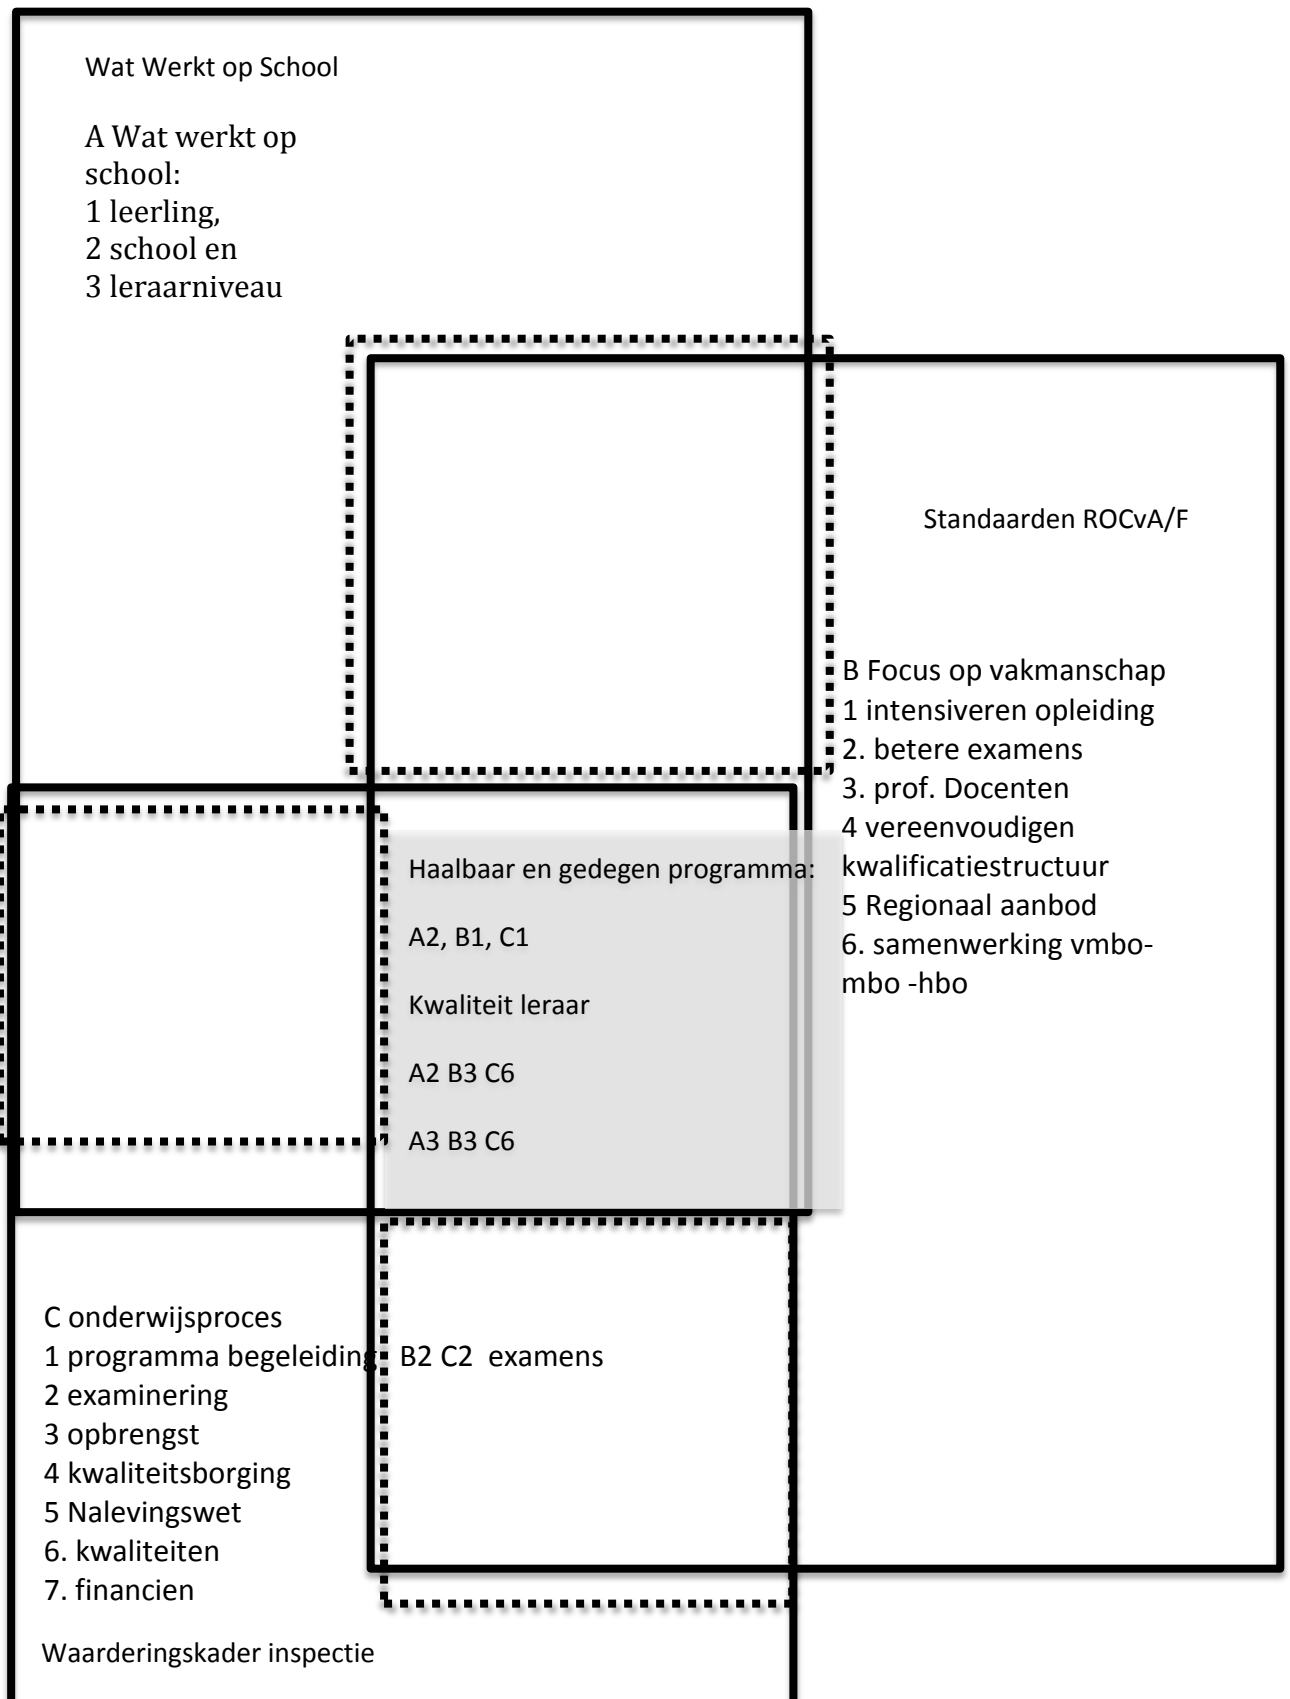 Wat Werkt op School
A Wat werkt op
school:
1 leerling,
2 school en
3 leraarniveau
Standaarden ROCvA/F
B Focus op vakmanschap
1 intensiveren opleiding
2. betere examens
3. prof. Docenten
4 vereenvoudigen
kwalificatiestructuur
5 Regionaal aanbod
6. samenwerking vmbo-
mbo -hbo
Haalbaar en gedegen programma:
A2, B1, C1
Kwaliteit leraar
A2 B3 C6
A3 B3 C6
C onderwijsproces
1 programma begeleiding
2 examinering
3 opbrengst
4 kwaliteitsborging
5 Nalevingswet
6. kwaliteiten
7. financien
B2 C2 examens
Waarderingskader inspectie